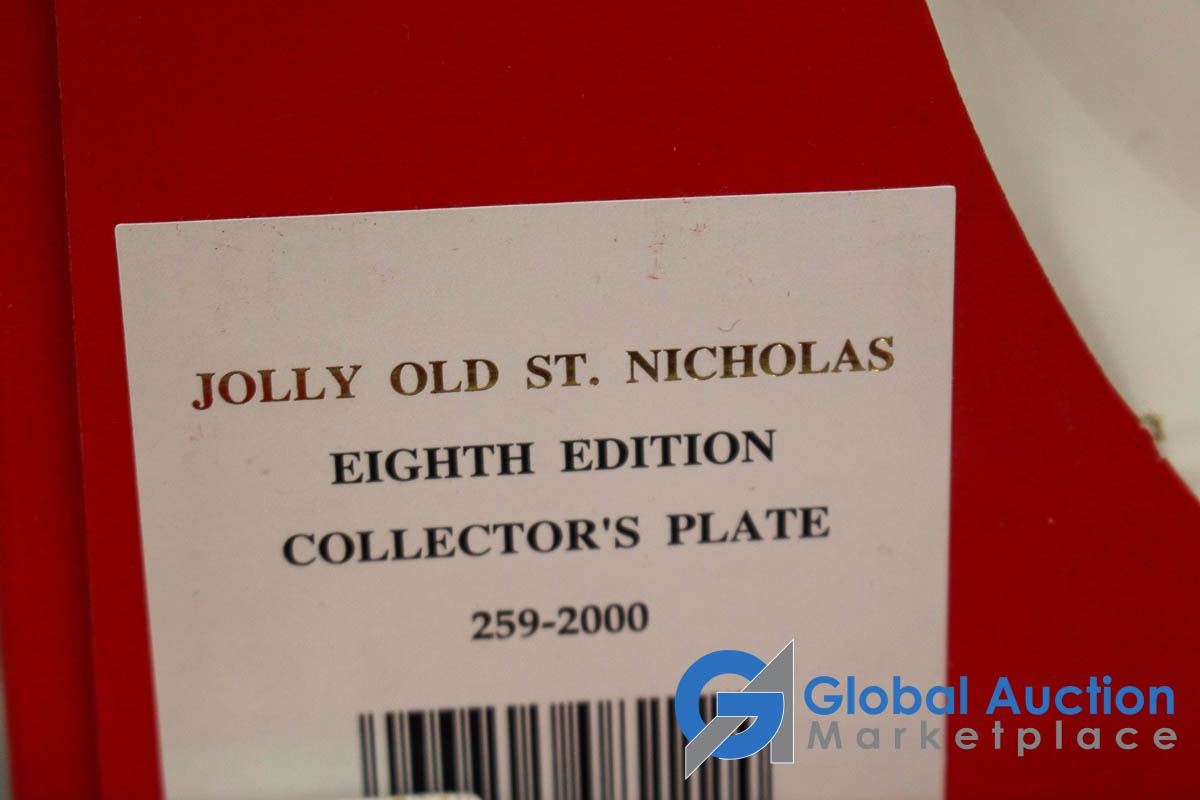 JOLLY OLD ST. NICHOLAS
EIGHTH EDITION
COLLECTOR'S PLATE
259-2000
Global Auction
Marketplace